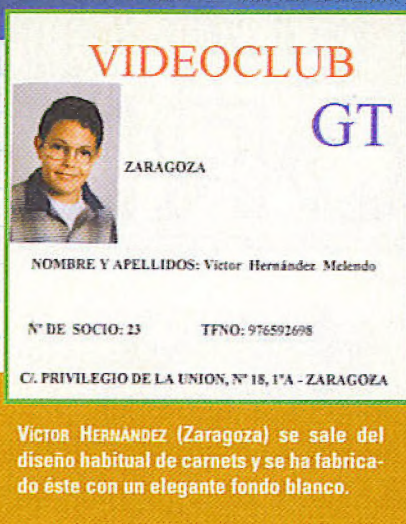 VIDEOCLUB
GT
ZARAGOZA
NOMBRE Y APELLIDOS: Víctor Hernández Melendo
Nº DE SOCIO: 23 TFNO: 976592698
C/. PRIVILEGIO DE LA UNION, Nº 18, 1ºA - ZARAGOZA
VÍCTOR HERNÁNDEZ (Zaragoza) se sale del
diseño habitual de carnets y se ha fabrica-
do éste con un elegante fondo blanco.